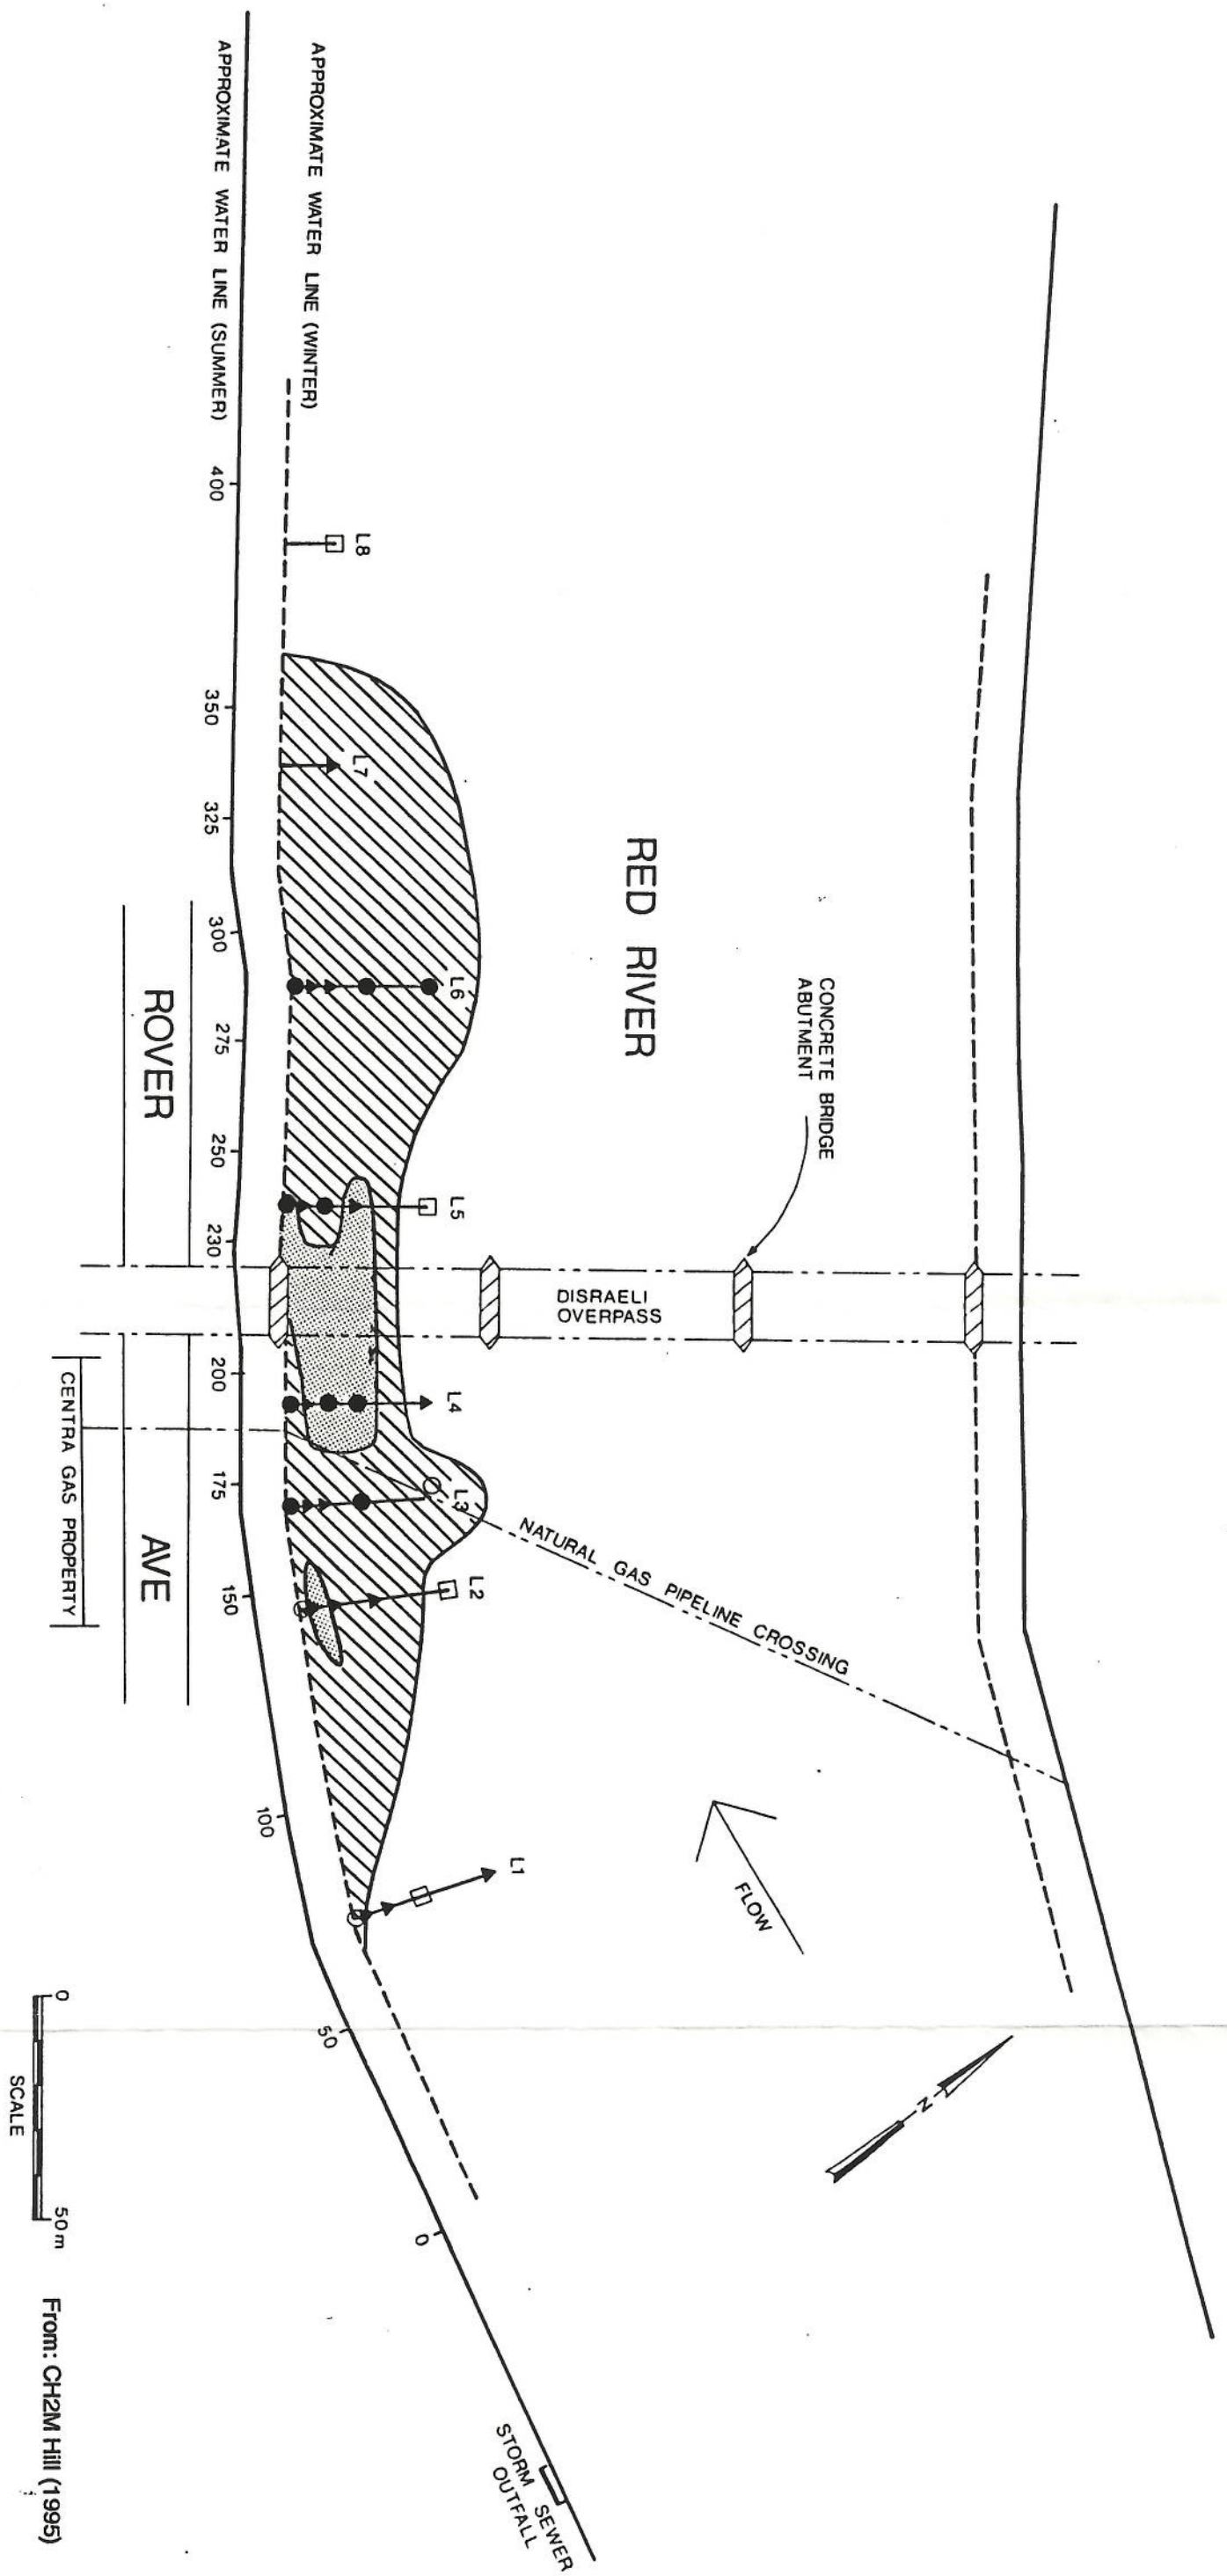 APPROXIMATE WATER LINE (WINTER)
APPROXIMATE WATER LINE (SUMMER)
RED RIVER
CONCRETE BRIDGE
ABUTMENT
DISRAELI
OVERPASS
NATURAL GAS PIPELINE CROSSING
FLOW
N
L8
L7
L6
L5
L4
L3
L2
L1
400
350
325
300
275
250
230
200
175
150
100
50
0
ROVER
AVE
CENTRA GAS PROPERTY
STORM SEWER
OUTFALL
0
50 m
SCALE
From: CH2M Hill (1995)